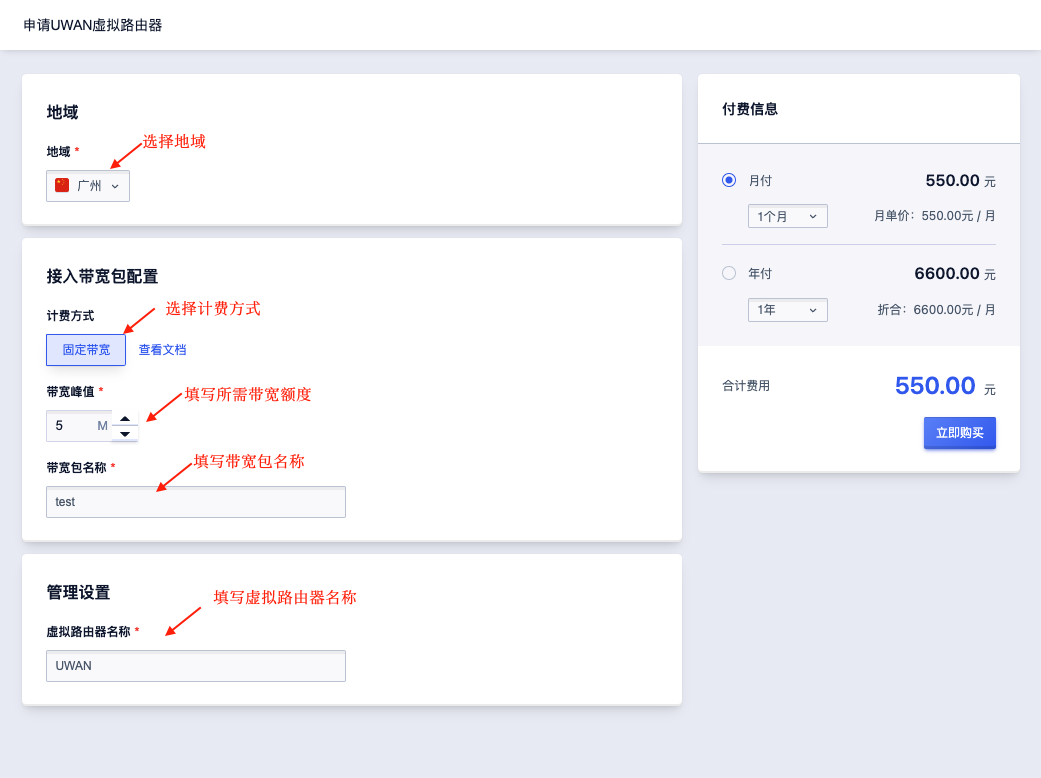 申请UWAN虚拟路由器
地域
选择地域
地域 *
广州
接入带宽包配置
选择计费方式
计费方式
固定带宽 查看文档
带宽峰值 *
填写所需带宽额度
5 M
填写带宽包名称
带宽包名称 *
test
管理设置
填写虚拟路由器名称
虚拟路由器名称 *
UWAN
付费信息
月付 550.00 元
1个月 月单价：550.00元 / 月
年付 6600.00 元
1年 折合：6600.00元 / 月
合计费用 550.00 元
立即购买